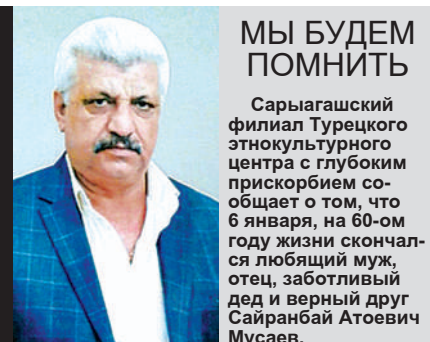 МЫ БУДЕМ
ПОМНИТЬ
Сарыагашский
филиал Турецкого
этнокультурного
центра с глубоким
прискорбием со-
общает о том, что
6 января, на 60-ом
году жизни скончал-
ся любящий муж,
отец, заботливый
дед и верный друг
Сайранбай Атоевич
Мусаев.